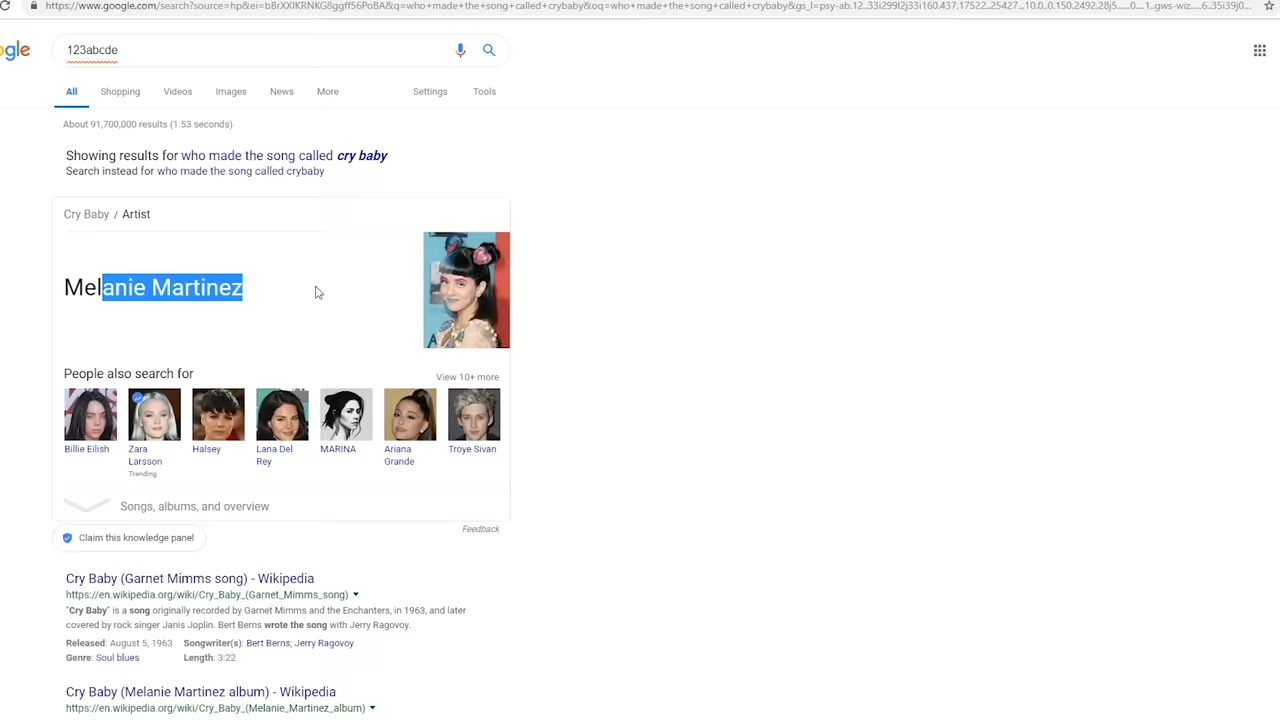 https://www.google.com/search?source=hp&ei=bBrXXIKRNKG8ggff56PoBA&q=who+made+the+song+called+crybaby&oq=who+made+the+song+called+crybaby&gs_l=psy-ab.12..33i299l2j33i160.437.17522..25427...10.0..0.150.2492.28j5......0....1..gws-wiz.....6..35i39j0...
ogle
123abcde
All Shopping Videos Images News More Settings Tools
About 91,700,000 results (1.53 seconds)
Showing results for who made the song called cry baby
Search instead for who made the song called crybaby
Cry Baby / Artist
Melanie Martinez
People also search for
View 10+ more
Billie Eilish
Zara Larsson
Trending
Halsey
Lana Del Rey
MARINA
Ariana Grande
Troye Sivan
Songs, albums, and overview
Feedback
Claim this knowledge panel
Cry Baby (Garnet Mimms song) - Wikipedia
https://en.wikipedia.org/wiki/Cry_Baby_(Garnet_Mimms_song)
"Cry Baby" is a song originally recorded by Garnet Mimms and the Enchanters, in 1963, and later
covered by rock singer Janis Joplin. Bert Berns wrote the song with Jerry Ragovoy.
Released: August 5, 1963 Songwriter(s): Bert Berns; Jerry Ragovoy
Genre: Soul blues Length: 3:22
Cry Baby (Melanie Martinez album) - Wikipedia
https://en.wikipedia.org/wiki/Cry_Baby_(Melanie_Martinez_album)